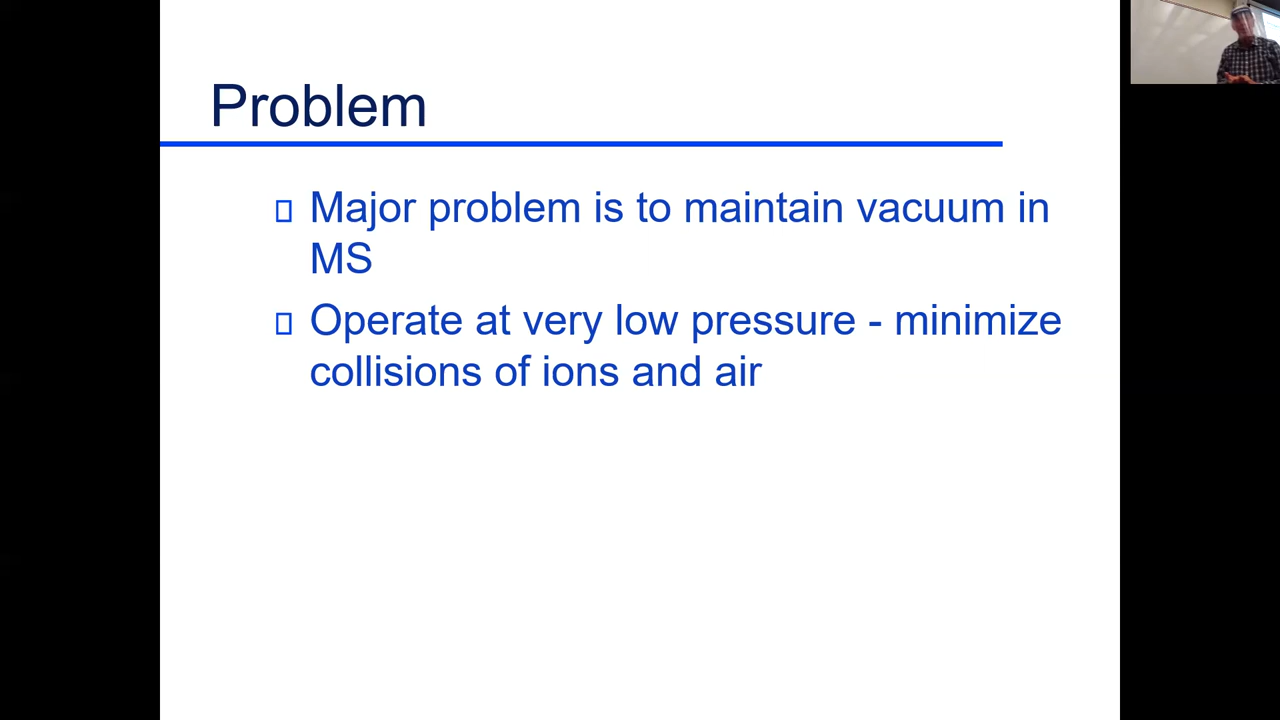 Problem
Major problem is to maintain vacuum in
MS
Operate at very low pressure - minimize
collisions of ions and air